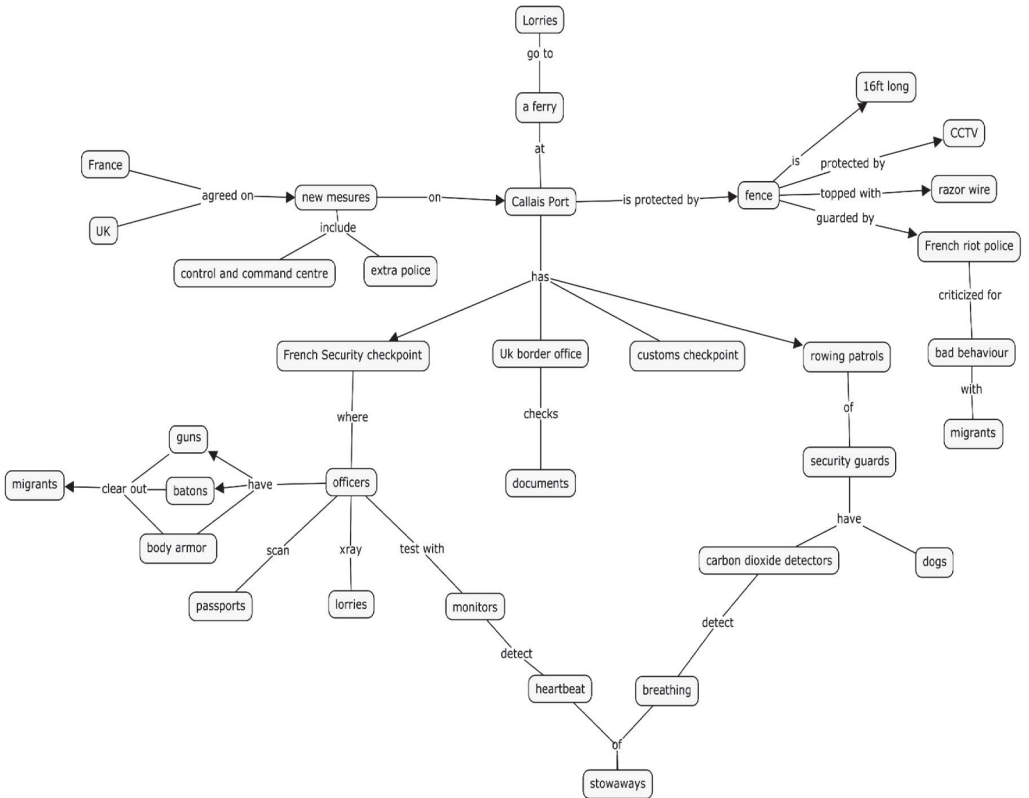 Lorries
go to
a ferry
at
16ft long
CCTV
is
protected by
France
agreed on
new mesures
on
Callais Port
is protected by
fence
topped with
razor wire
UK
include
guarded by
French riot police
control and command centre
extra police
has
criticized for
French Security checkpoint
Uk border office
customs checkpoint
rowing patrols
bad behaviour
where
checks
of
with
guns
migrants
security guards
migrants
clear out
batons
have
officers
documents
body armor
scan
xray
test with
have
carbon dioxide detectors
dogs
passports
lorries
monitors
detect
detect
heartbeat
breathing
of
stowaways